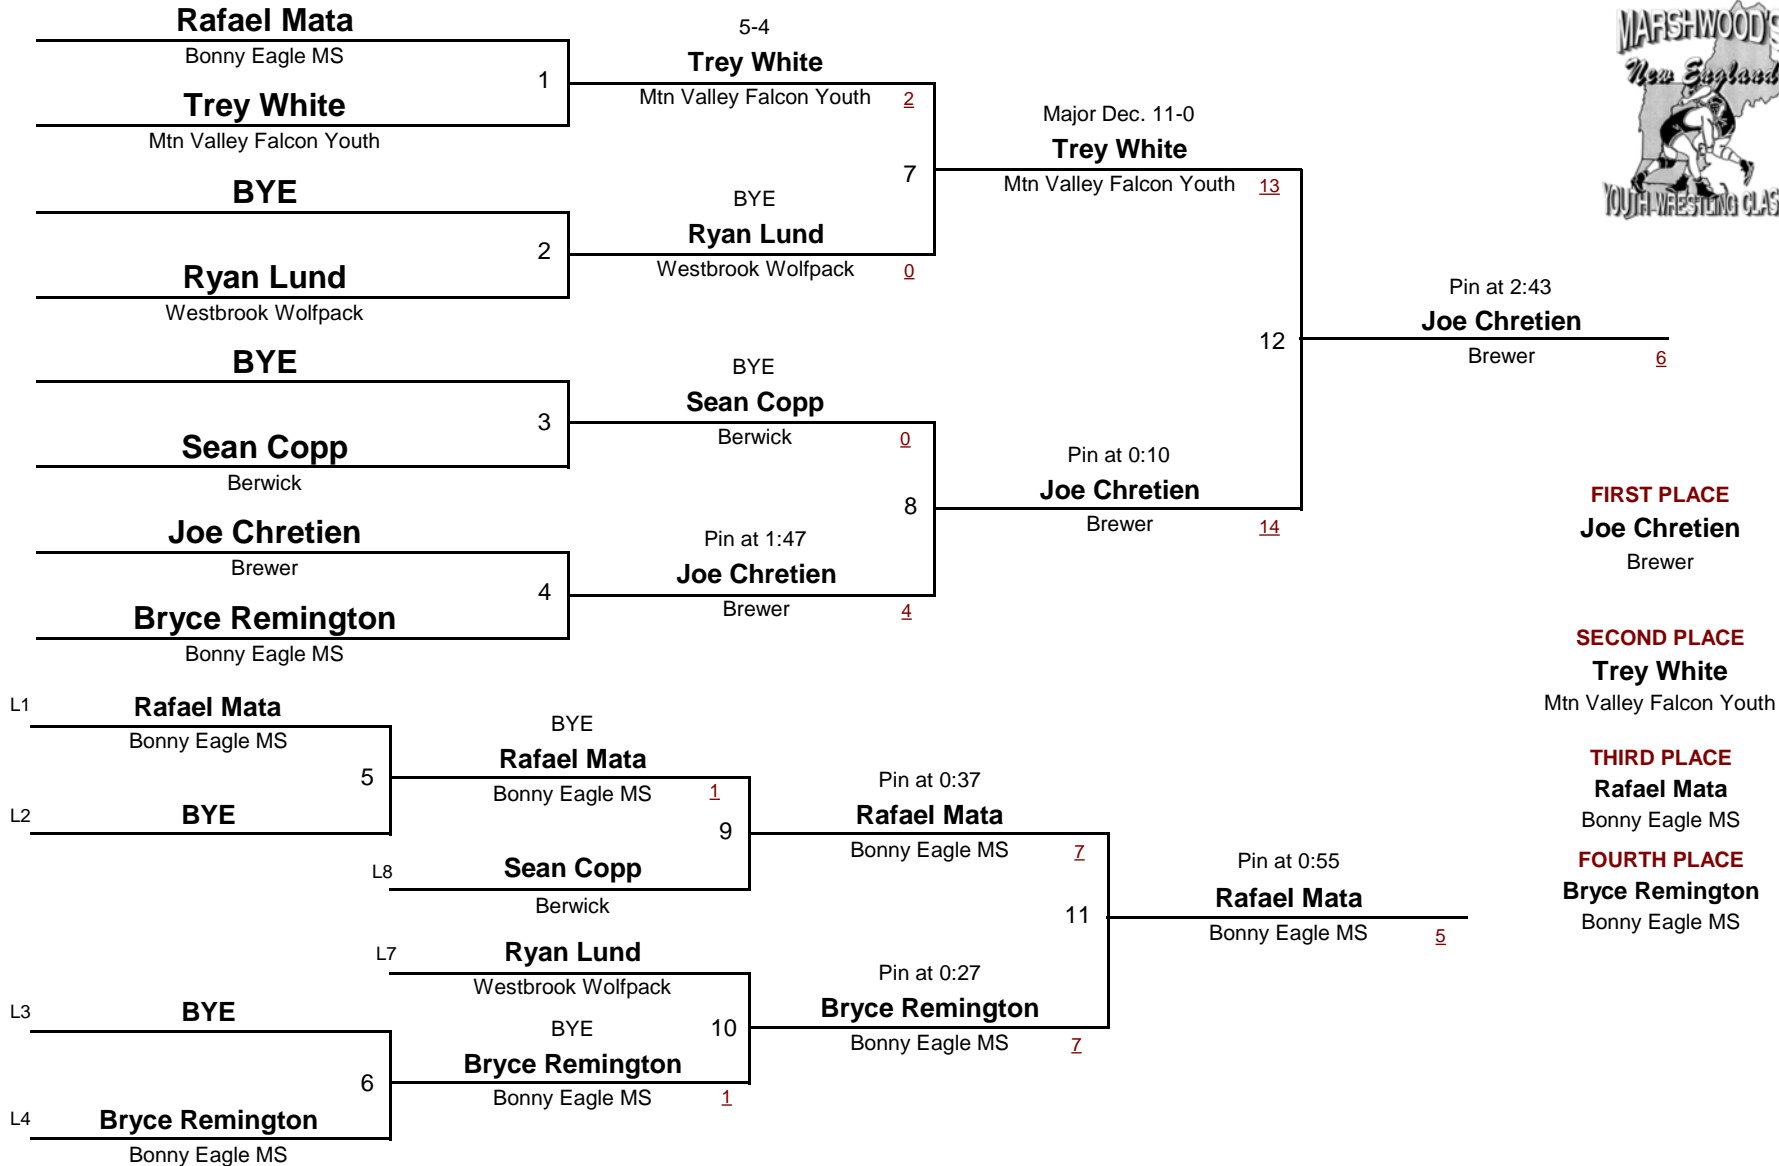 Rafael Mata
Bonny Eagle MS
1
Trey White
Mtn Valley Falcon Youth
BYE
2
Ryan Lund
Westbrook Wolfpack
BYE
3
Sean Copp
Berwick
Joe Chretien
Brewer
4
Bryce Remington
Bonny Eagle MS
5-4
Trey White
Mtn Valley Falcon Youth 2
7
BYE
Ryan Lund
Westbrook Wolfpack 0
BYE
Sean Copp
Berwick 0
8
Pin at 1:47
Joe Chretien
Brewer 4
Major Dec. 11-0
Trey White
Mtn Valley Falcon Youth 13
12
Pin at 0:10
Joe Chretien
Brewer 14
Pin at 2:43
Joe Chretien
Brewer 6
MARSHWOOD'S
New England
YOUTH WRESTLING CLAS
FIRST PLACE
Joe Chretien
Brewer
SECOND PLACE
Trey White
Mtn Valley Falcon Youth
THIRD PLACE
Rafael Mata
Bonny Eagle MS
FOURTH PLACE
Bryce Remington
Bonny Eagle MS
L1 Rafael Mata
Bonny Eagle MS
5
L2 BYE
BYE
Rafael Mata
Bonny Eagle MS 1
9
L8 Sean Copp
Berwick
L7 Ryan Lund
Westbrook Wolfpack
10
L3 BYE
6
L4 Bryce Remington
Bonny Eagle MS
BYE
Bryce Remington
Bonny Eagle MS 1
Pin at 0:37
Rafael Mata
Bonny Eagle MS 7
11
Pin at 0:27
Bryce Remington
Bonny Eagle MS 7
Pin at 0:55
Rafael Mata
Bonny Eagle MS 5